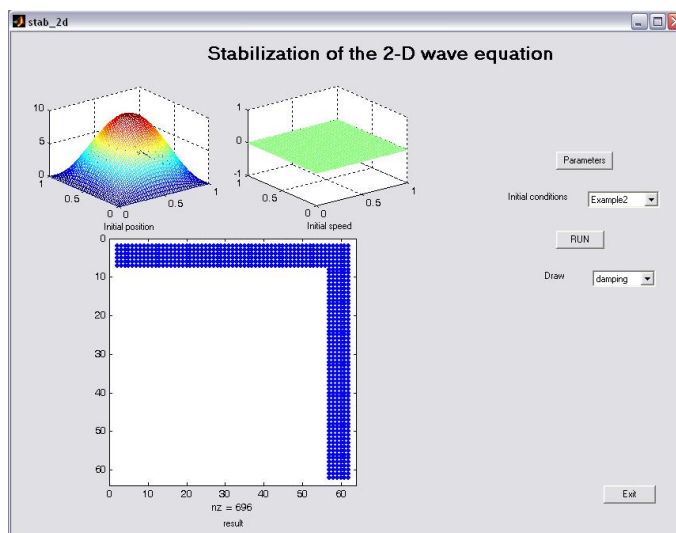 stab_2d
Stabilization of the 2-D wave equation
10
5
0
1
0.5
0
0
0.5
1
Initial position
1
0
-1
1
0.5
0
0
0.5
1
Initial speed
Parameters
Initial conditions
Example2
RUN
Draw
damping
0
10
20
30
40
50
60
0 10 20 30 40 50 60
nz = 696
result
Exit